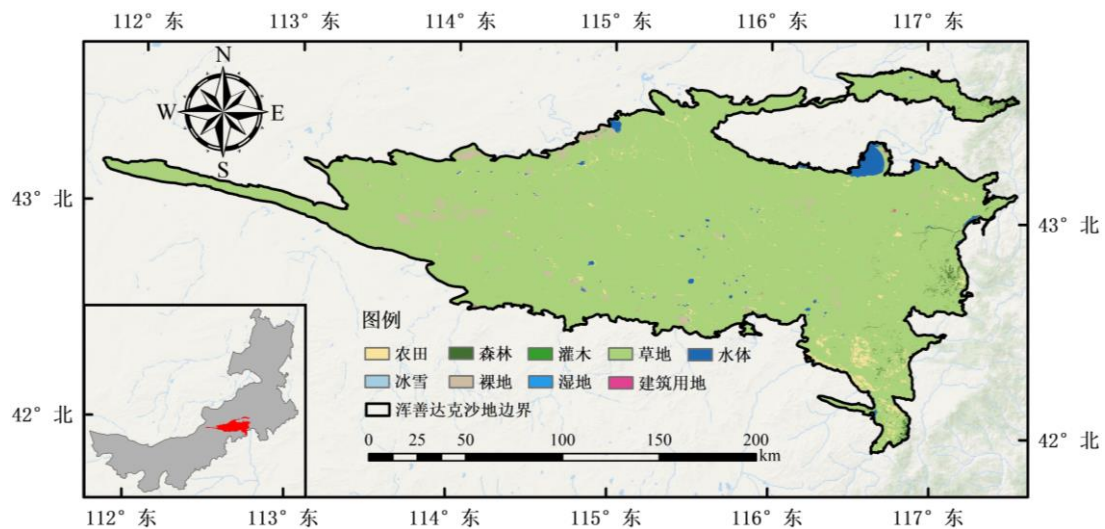 112° 东 113° 东 114° 东 115° 东 116° 东 117° 东
N
W E
S
43° 北
43° 北
图例
农田 森林 灌木 草地 水体
冰雪 裸地 湿地 建筑用地
浑善达克沙地边界
42° 北
42° 北
0 25 50 100 150 200
km
112° 东 113° 东 114° 东 115° 东 116° 东 117° 东